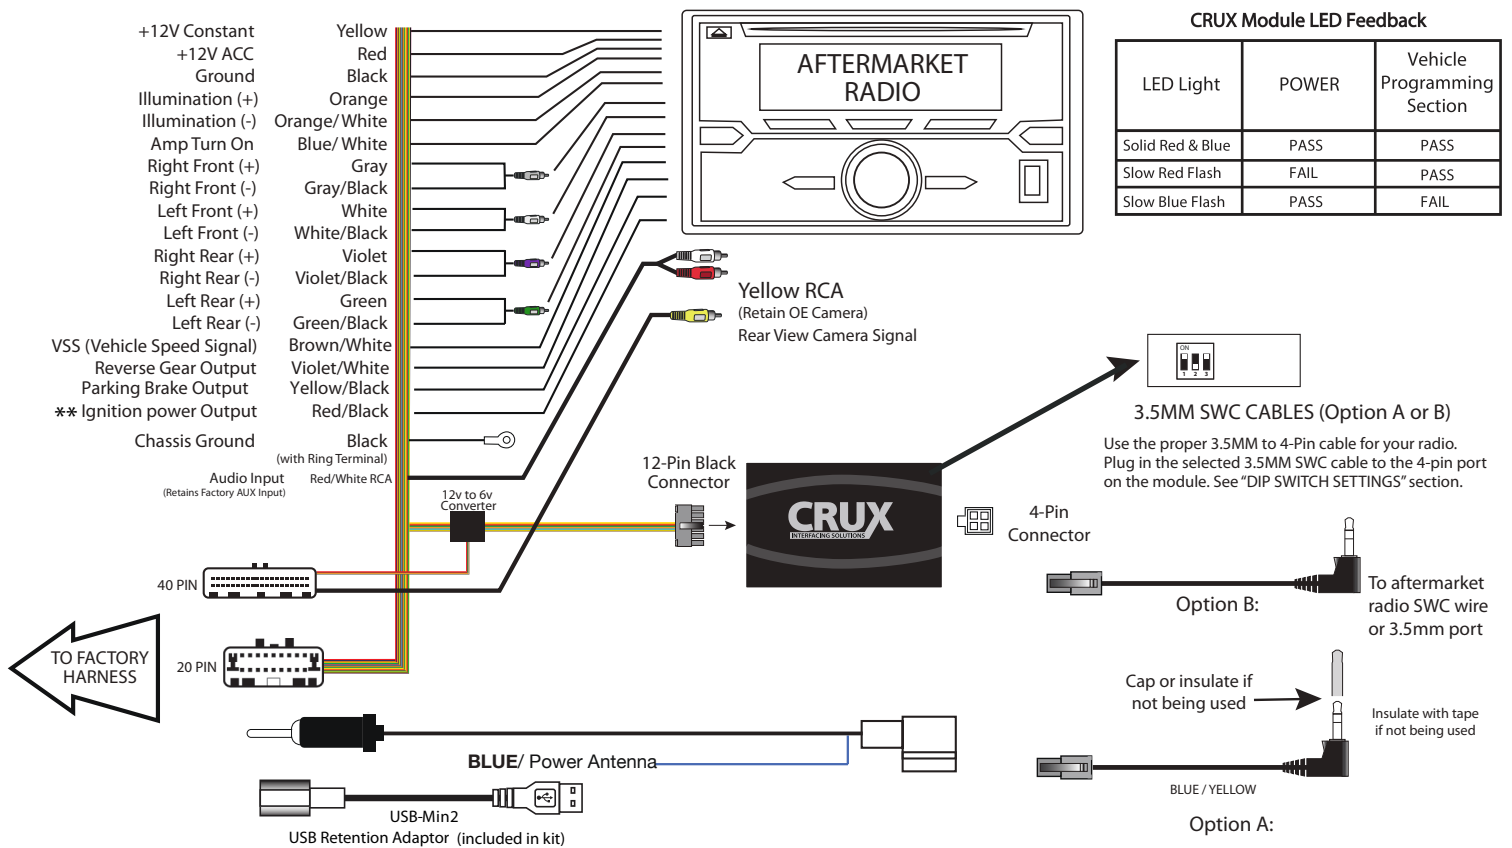 +12V Constant Yellow
+12V ACC Red
Ground Black
Illumination (+) Orange
Illumination (-) Orange/ White
Amp Turn On Blue/ White
Right Front (+) Gray
Right Front (-) Gray/Black
Left Front (+) White
Left Front (-) White/Black
Right Rear (+) Violet
Right Rear (-) Violet/Black
Left Rear (+) Green
Left Rear (-) Green/Black
VSS (Vehicle Speed Signal) Brown/White
Reverse Gear Output Violet/White
Parking Brake Output Yellow/Black
** Ignition power Output Red/Black
Chassis Ground Black
(with Ring Terminal)
Audio Input Red/White RCA
(Retains Factory AUX Input)
AFTERMARKET
RADIO
CRUX Module LED Feedback
LED Light POWER Vehicle
Programming
Section
Solid Red & Blue PASS PASS
Slow Red Flash FAIL PASS
Slow Blue Flash PASS FAIL
Yellow RCA
(Retain OE Camera)
Rear View Camera Signal
ON
1 2 3
3.5MM SWC CABLES (Option A or B)
Use the proper 3.5MM to 4-Pin cable for your radio.
Plug in the selected 3.5MM SWC cable to the 4-pin port
on the module. See "DIP SWITCH SETTINGS" section.
12v to 6v
Converter
12-Pin Black
Connector
CRUX
INTERFACING SOLUTIONS
4-Pin
Connector
40 PIN
20 PIN
TO FACTORY
HARNESS
Option B:
To aftermarket
radio SWC wire
or 3.5mm port
Cap or insulate if
not being used
Insulate with tape
if not being used
BLUE / YELLOW
Option A:
BLUE/ Power Antenna
USB-Min2
USB Retention Adaptor (included in kit)